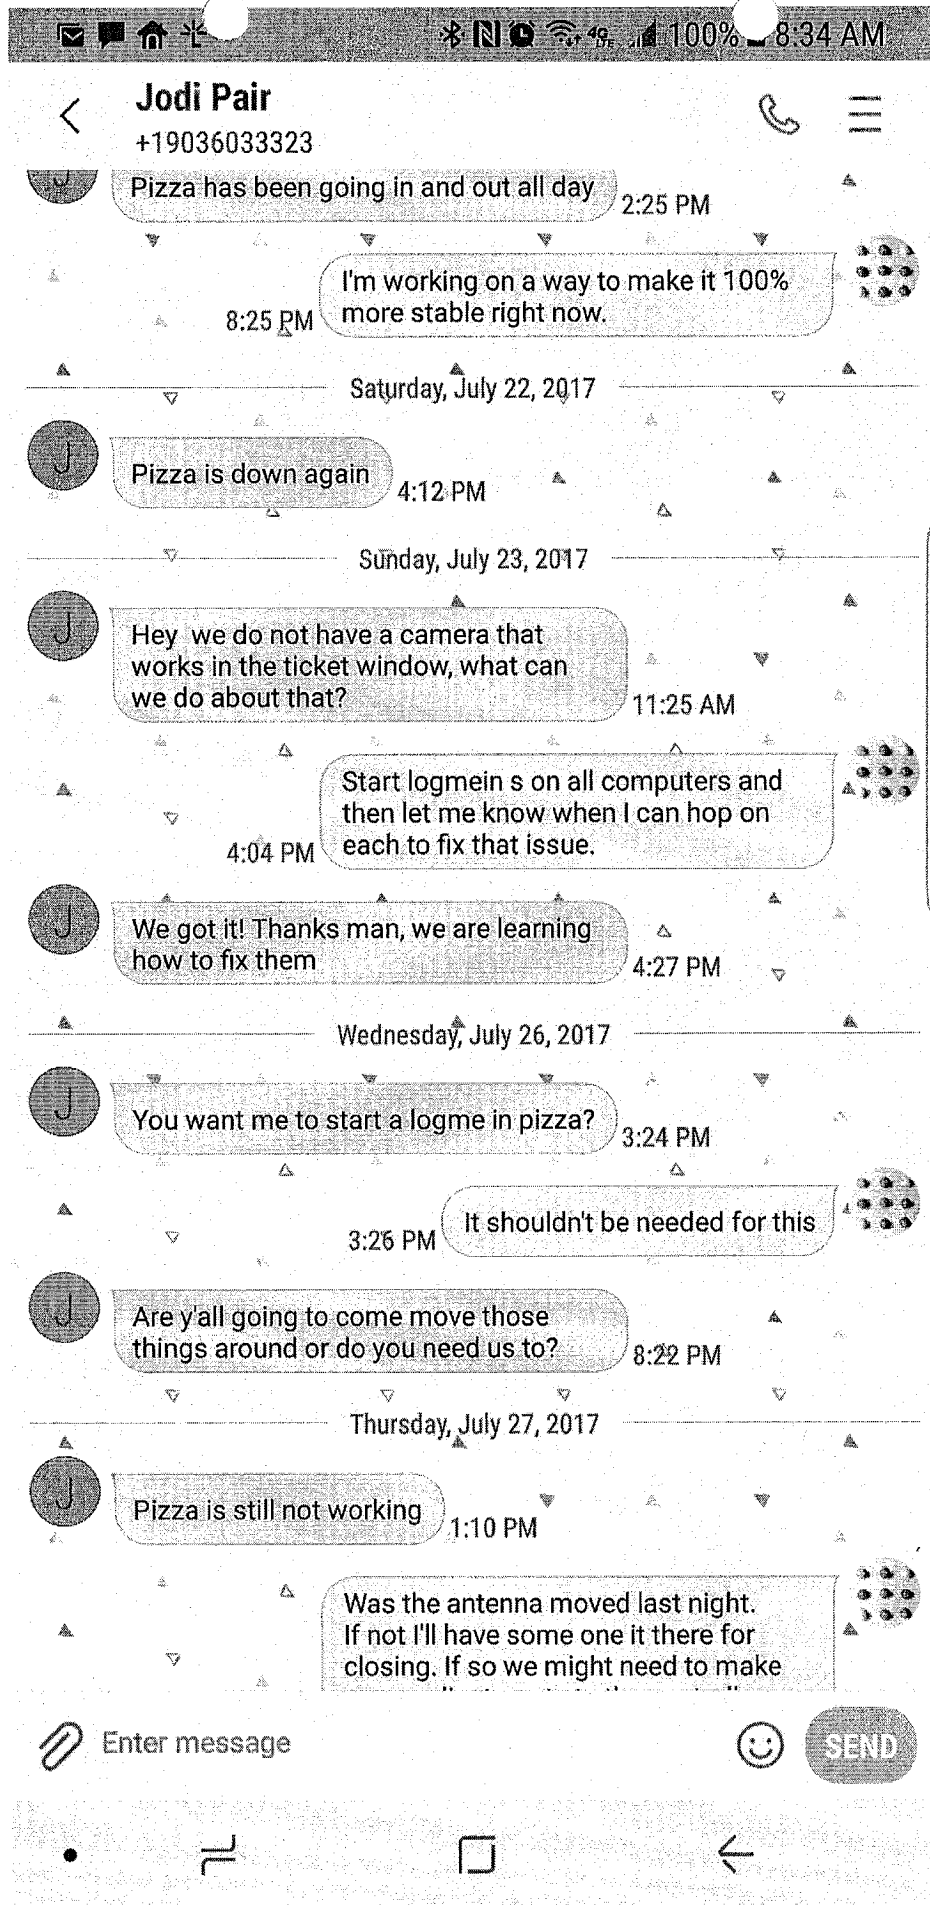 100% 8:34 AM
Jodi Pair
+19036033323
J
Pizza has been going in and out all day
2:25 PM
I'm working on a way to make it 100%
more stable right now.
8:25 PM
Saturday, July 22, 2017
J
Pizza is down again
4:12 PM
Sunday, July 23, 2017
J
Hey we do not have a camera that
works in the ticket window, what can
we do about that?
11:25 AM
Start logmein s on all computers and
then let me know when I can hop on
each to fix that issue.
4:04 PM
J
We got it! Thanks man, we are learning
how to fix them
4:27 PM
Wednesday, July 26, 2017
J
You want me to start a logme in pizza?
3:24 PM
It shouldn't be needed for this
3:26 PM
J
Are y'all going to come move those
things around or do you need us to?
8:22 PM
Thursday, July 27, 2017
J
Pizza is still not working
1:10 PM
Was the antenna moved last night.
If not I'll have some one it there for
closing. If so we might need to make
Enter message
SEND